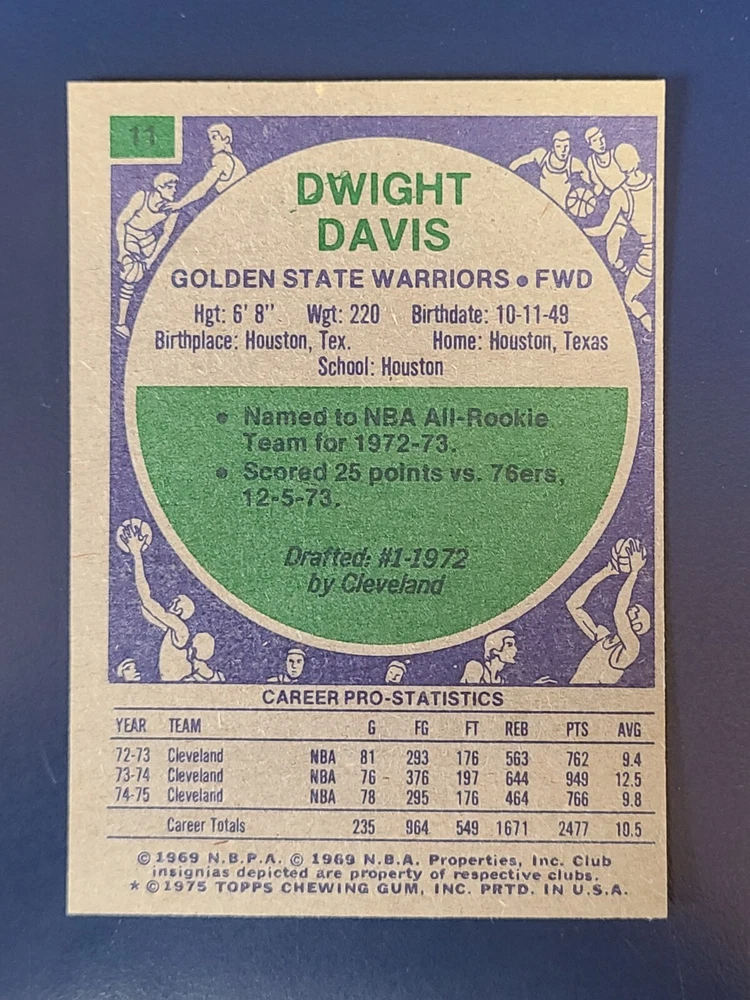 11
DWIGHT
DAVIS
GOLDEN STATE WARRIORS • FWD
Hgt: 6' 8" Wgt: 220 Birthdate: 10-11-49
Birthplace: Houston, Tex. Home: Houston, Texas
School: Houston
• Named to NBA All-Rookie
Team for 1972-73.
• Scored 25 points vs. 76ers,
12-5-73.
Drafted: #1-1972
by Cleveland
CAREER PRO-STATISTICS
YEAR TEAM G FG FT REB PTS AVG
72-73 Cleveland NBA 81 293 176 563 762 9.4
73-74 Cleveland NBA 76 376 197 644 949 12.5
74-75 Cleveland NBA 78 295 176 464 766 9.8
Career Totals 235 964 549 1671 2477 10.5
© 1969 N.B.P.A. © 1969 N.B.A. Properties, Inc. Club
insignias depicted are property of respective clubs.
* © 1975 TOPPS CHEWING GUM, INC. PRTD. IN U.S.A.